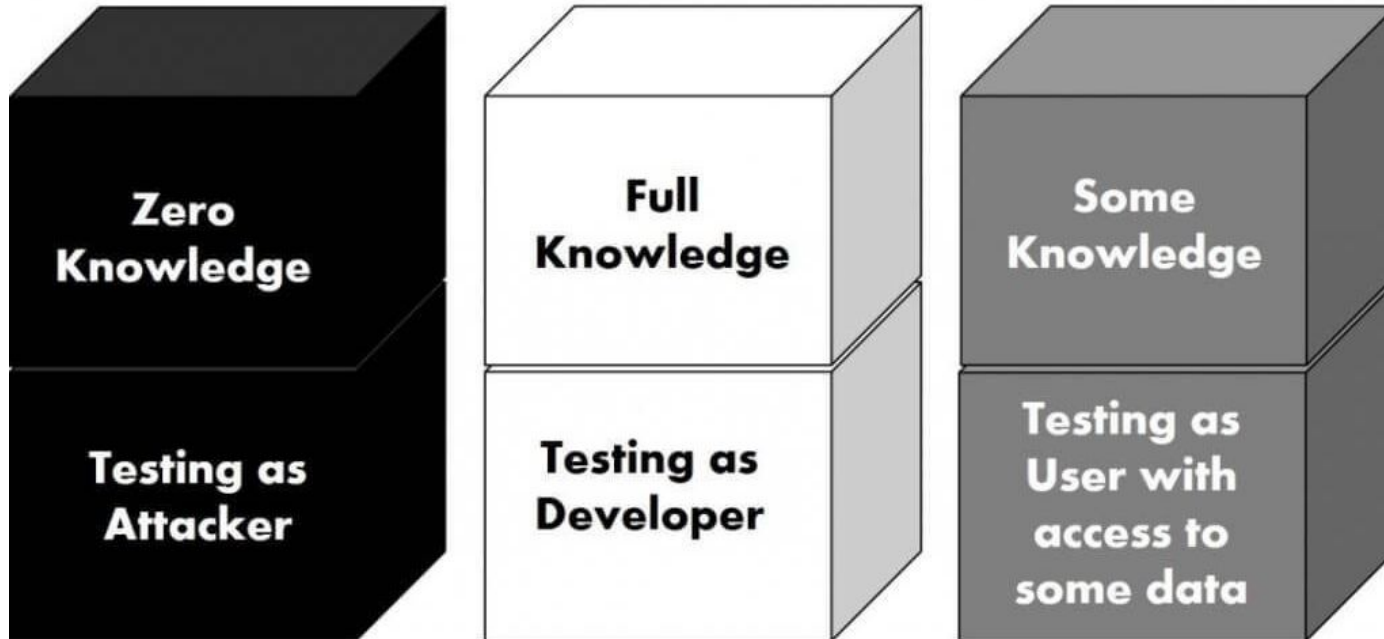 Zero
Knowledge
Testing as
Attacker
Full
Knowledge
Testing as
Developer
Some
Knowledge
Testing as
User with
access to
some data